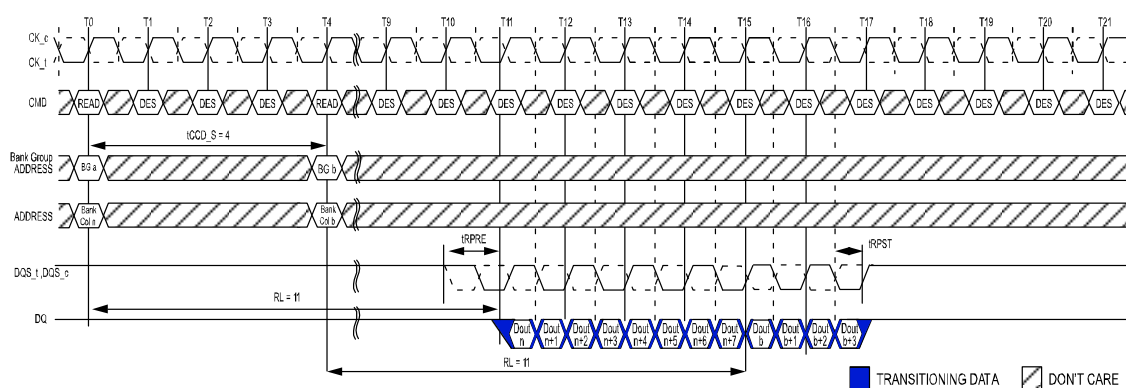 T0 T1 T2 T3 T4 T9 T10 T11 T12 T13 T14 T15 T16 T17 T18 T19 T20 T21
CK_c
CK_t
CMD READ DES DES DES READ DES DES DES DES DES DES DES DES DES DES DES DES DES
tCCD_S = 4
Bank Group
ADDRESS BG a BG b
ADDRESS Bank Col n Bank Col b
tRPRE tRPST
DQS_t ,DQS_c
RL = 11
DQ Dout n Dout n+1 Dout n+2 Dout n+3 Dout n+4 Dout n+5 Dout n+6 Dout n+7 Dout b Dout b+1 Dout b+2 Dout b+3
RL = 11
TRANSITIONING DATA DON'T CARE